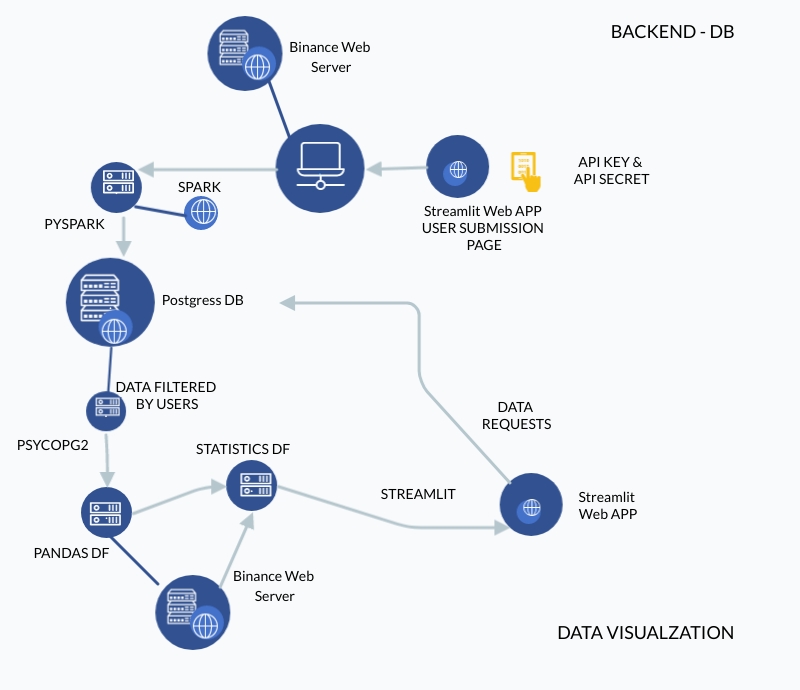 BACKEND - DB
Binance Web
Server
API KEY &
API SECRET
SPARK
Streamlit Web APP
USER SUBMISSION
PAGE
PYSPARK
Postgress DB
DATA FILTERED
BY USERS
DATA
REQUESTS
PSYCOPG2
STATISTICS DF
STREAMLIT
Streamlit
Web APP
PANDAS DF
Binance Web
Server
DATA VISUALZATION